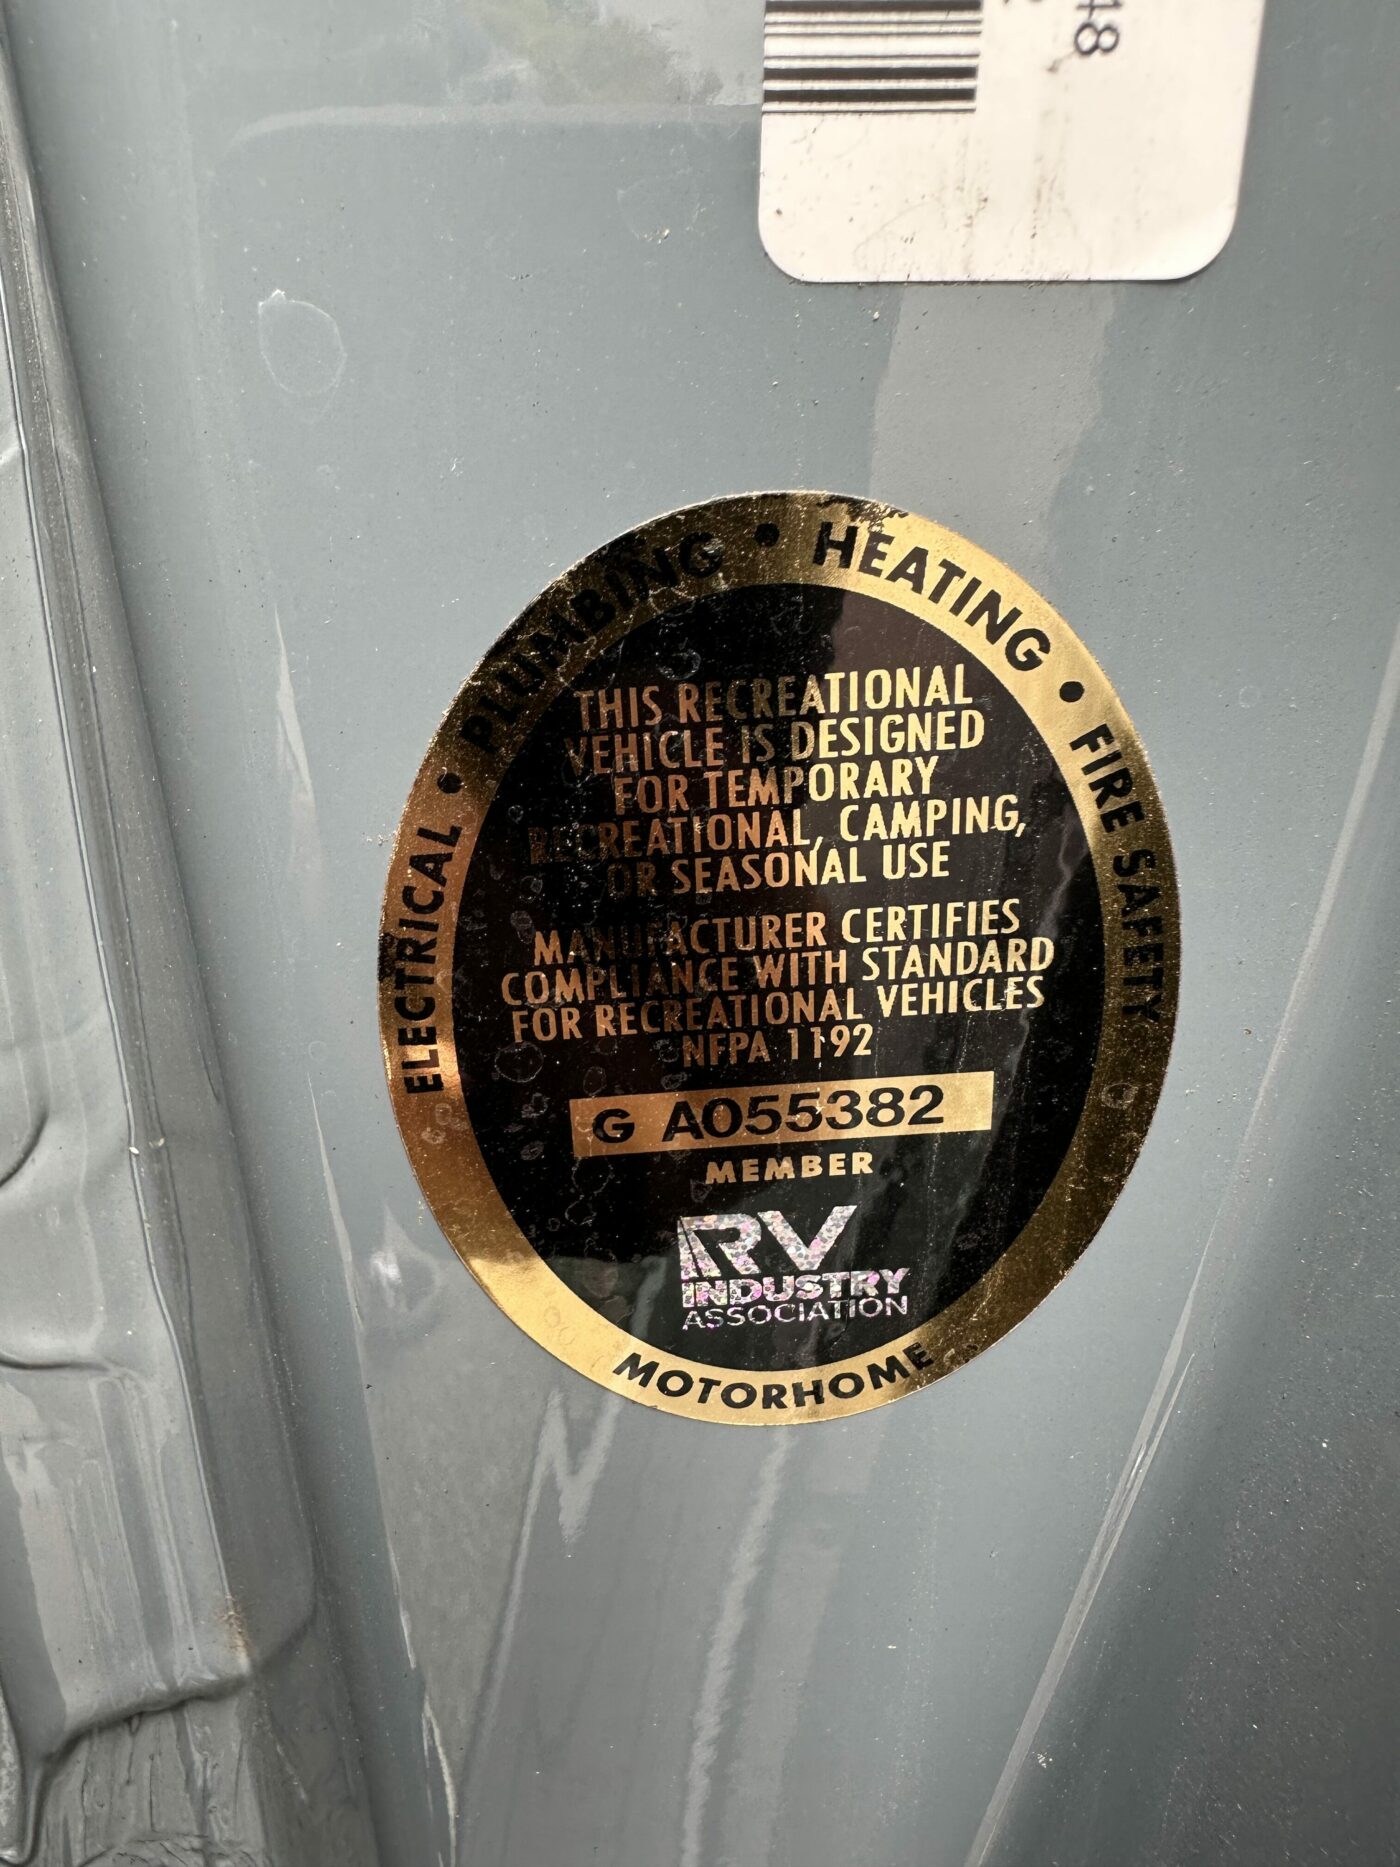 48
ELECTRICAL • PLUMBING • HEATING • FIRE SAFETY
THIS RECREATIONAL
VEHICLE IS DESIGNED
FOR TEMPORARY
RECREATIONAL, CAMPING,
OR SEASONAL USE
MANUFACTURER CERTIFIES
COMPLIANCE WITH STANDARD
FOR RECREATIONAL VEHICLES
NFPA 1192
G A055382
MEMBER
RV
INDUSTRY
ASSOCIATION
MOTORHOME